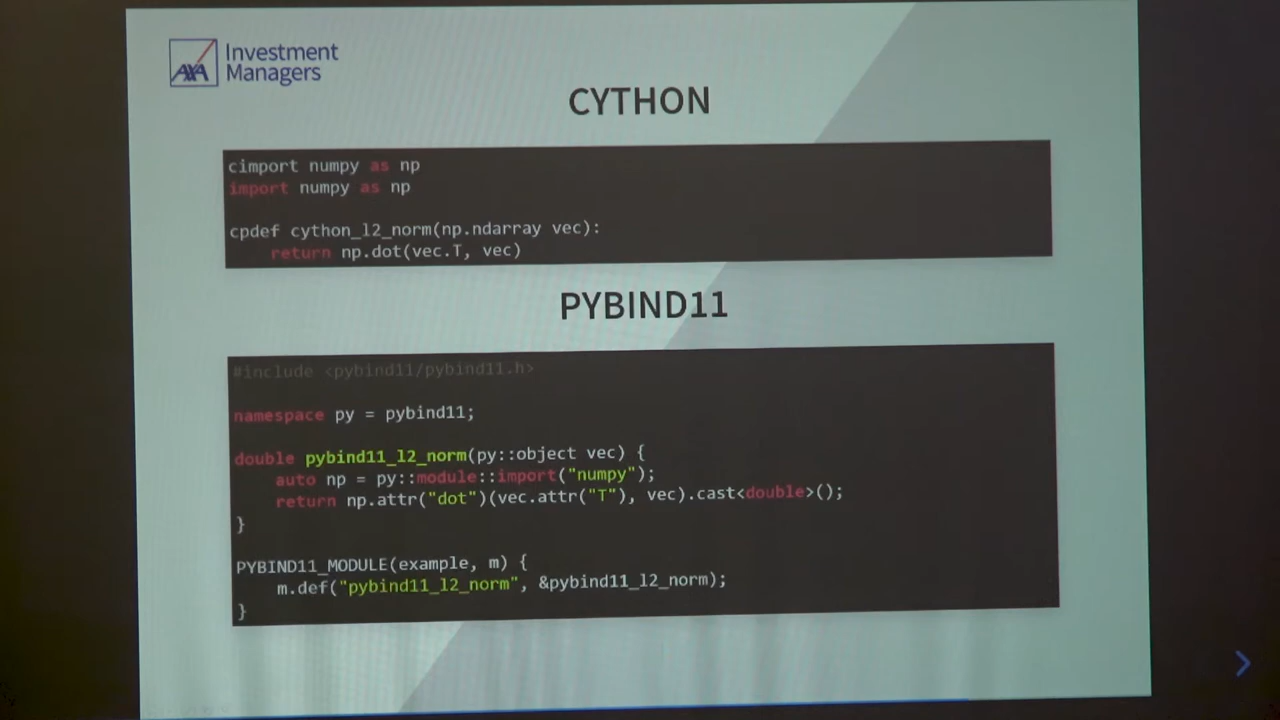 AXA
Investment
Managers
CYTHON
cimport numpy as np
import numpy as np
cpdef cython_l2_norm(np.ndarray vec):
    return np.dot(vec.T, vec)
PYBIND11
#include <pybind11/pybind11.h>
namespace py = pybind11;
double pybind11_l2_norm(py::object vec) {
    auto np = py::module::import("numpy");
    return np.attr("dot")(vec.attr("T"), vec).cast<double>();
}
PYBIND11_MODULE(example, m) {
    m.def("pybind11_l2_norm", &pybind11_l2_norm);
}